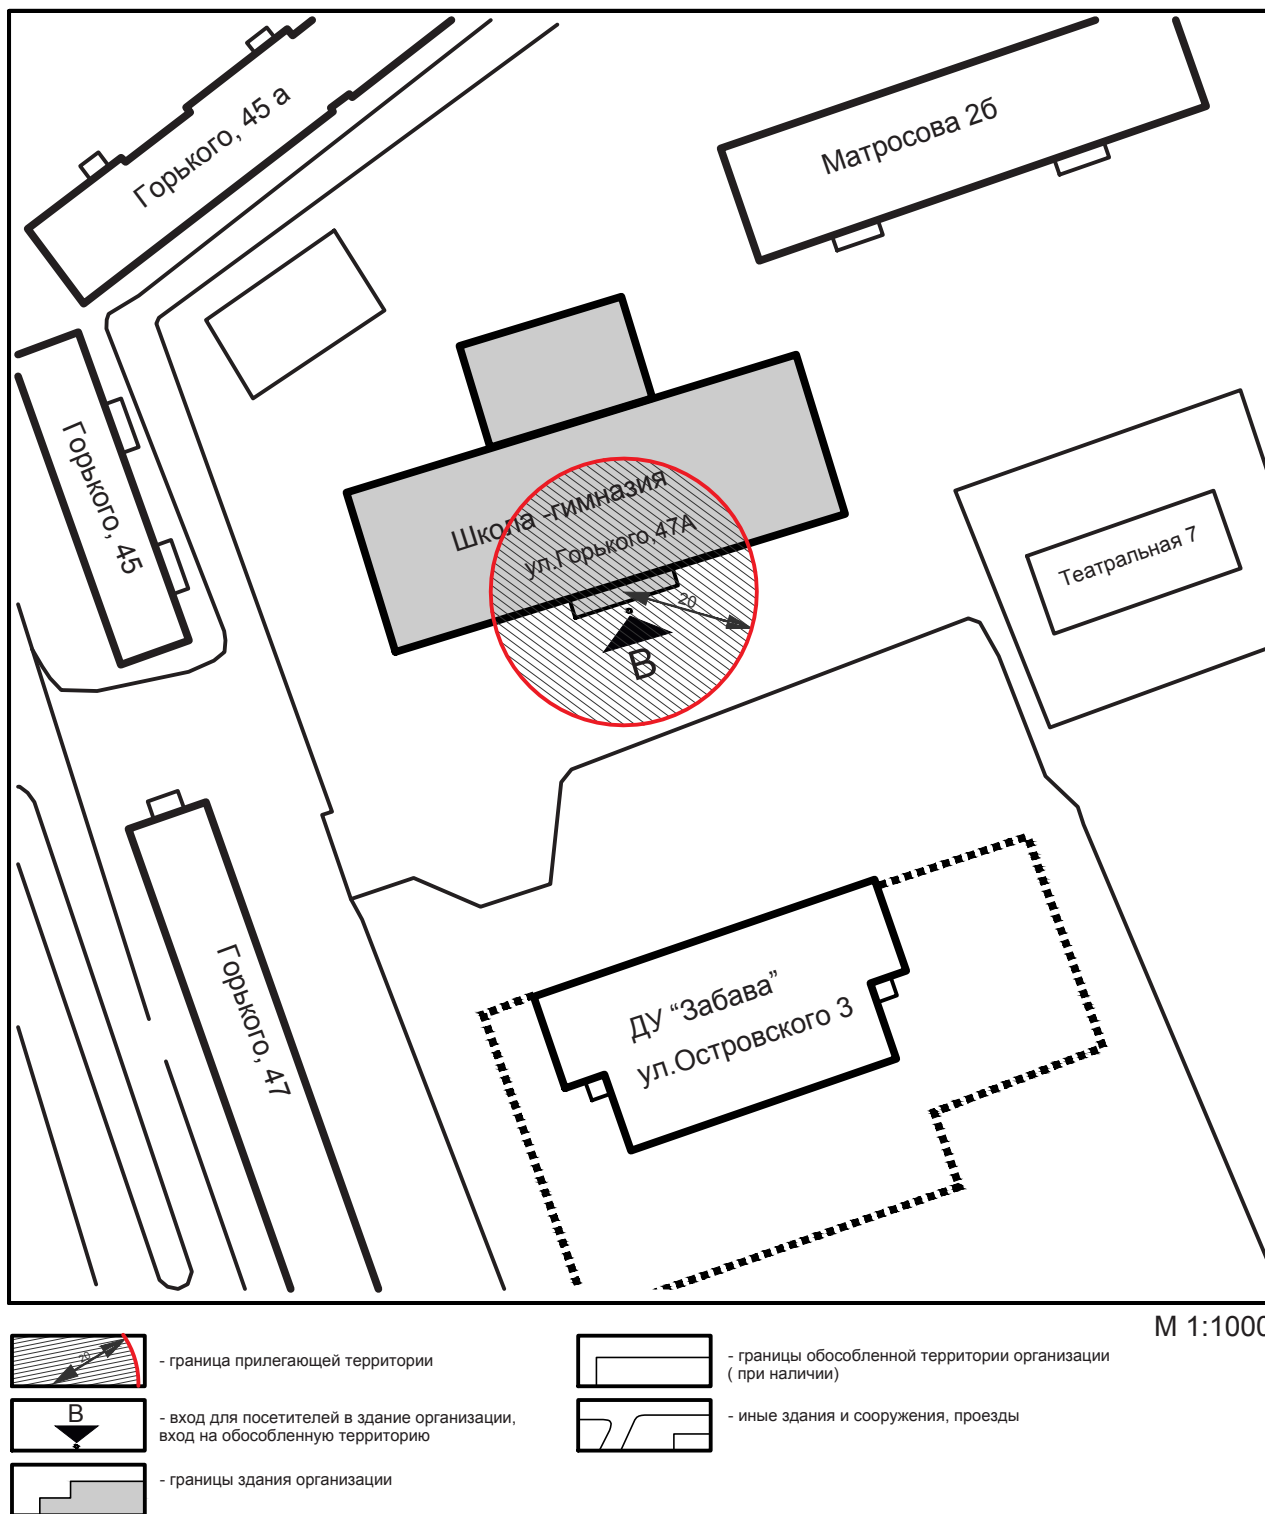 Горького, 45 а
Матросова 2б
Горького, 45
Школа -гимназия
ул.Горького,47А
20
В
Театральная 7
Горького, 47
ДУ “Забава”
ул.Островского 3
М 1:1000
20
- граница прилегающей территории
В
- вход для посетителей в здание организации,
вход на обособленную территорию
- границы здания организации
- границы обособленной территории организации
( при наличии)
- иные здания и сооружения, проезды